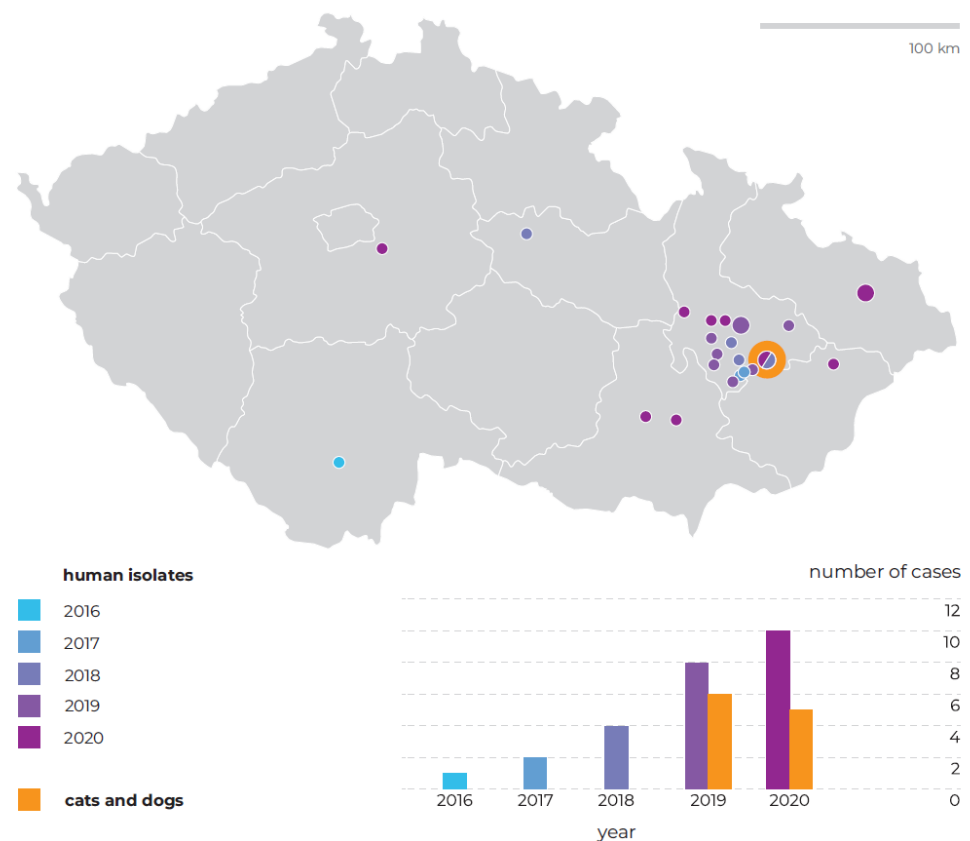 100 km
human isolates
2016
2017
2018
2019
2020
cats and dogs
number of cases
12
10
8
6
4
2
0
2016 2017 2018 2019 2020
year